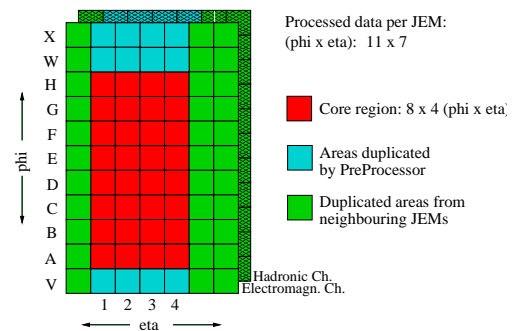 Processed data per JEM:
(phi x eta): 11 x 7
X
W
H
G
F
E
D
C
B
A
V
phi
Core region: 8 x 4 (phi x eta)
Areas duplicated
by PreProcessor
Duplicated areas from
neighbouring JEMs
Hadronic Ch.
Electromagn. Ch.
1 2 3 4
eta